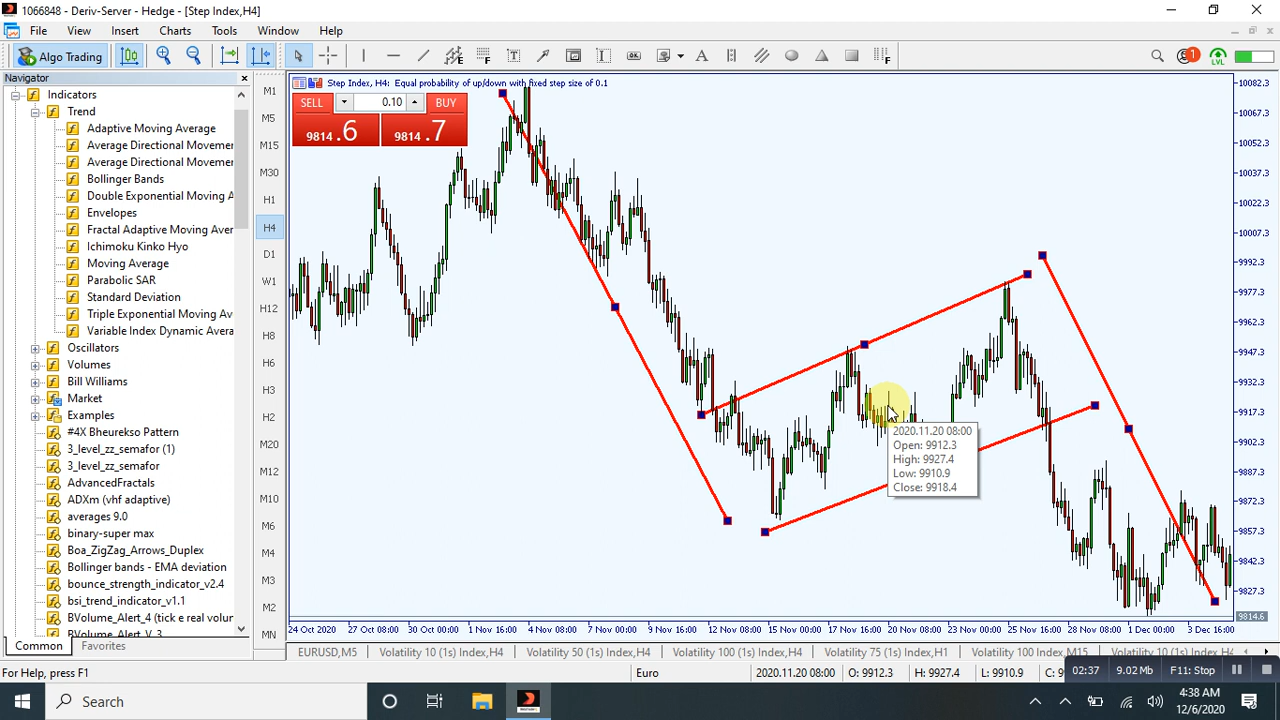 1066848 - Deriv-Server - Hedge - [Step Index,H4]
File View Insert Charts Tools Window Help
Algo Trading
E F T T OK A E F 1 LVL
Navigator
Indicators
Trend
Adaptive Moving Average
Average Directional Movemer
Average Directional Movemer
Bollinger Bands
Double Exponential Moving A
Envelopes
Fractal Adaptive Moving Aver
Ichimoku Kinko Hyo
Moving Average
Parabolic SAR
Standard Deviation
Triple Exponential Moving Av
Variable Index Dynamic Avera
Oscillators
Volumes
Bill Williams
Market
Examples
#4X Bheurekso Pattern
3_level_zz_semafor (1)
3_level_zz_semafor
AdvancedFractals
ADXm (vhf adaptive)
averages 9.0
binary-super max
Boa_ZigZag_Arrows_Duplex
Bollinger bands - EMA deviation
bounce_strength_indicator_v2.4
bsi_trend_indicator_v1.1
BVolume_Alert_4 (tick e real volur
BVolume_Alert_V_3
Common Favorites
M1
M5
M15
M30
H1
H4
D1
W1
H12
H8
H6
H3
H2
M20
M12
M10
M6
M4
M3
M2
MN
Step Index, H4: Equal probability of up/down with fixed step size of 0.1
SELL 0.10 BUY
9814 .6 9814 .7
2020.11.20 08:00
Open: 9912.3
High: 9927.4
Low: 9910.9
Close: 9918.4
10082.3
10067.3
10052.3
10037.3
10022.3
10007.3
9992.3
9977.3
9962.3
9947.3
9932.3
9917.3
9902.3
9887.3
9872.3
9857.3
9842.3
9827.3
9814.6
24 Oct 2020 27 Oct 08:00 30 Oct 00:00 1 Nov 16:00 4 Nov 08:00 7 Nov 00:00 9 Nov 16:00 12 Nov 08:00 15 Nov 00:00 17 Nov 16:00 20 Nov 08:00 23 Nov 00:00 25 Nov 16:00 28 Nov 08:00 1 Dec 00:00 3 Dec 16:00
EURUSD,M5 Volatility 10 (1s) Index,H4 Volatility 50 (1s) Index,H4 Volatility 100 (1s) Index,H4 Volatility 75 (1s) Index,H1 Volatility 100 Index,M15 Volatility 10 (1s) Index,H4
For Help, press F1 Euro 2020.11.20 08:00 O: 9912.3 H: 9927.4 L: 9910.9 C: 99 02:37 9.02 Mb F11: Stop
Search 4:38 AM
12/6/2020